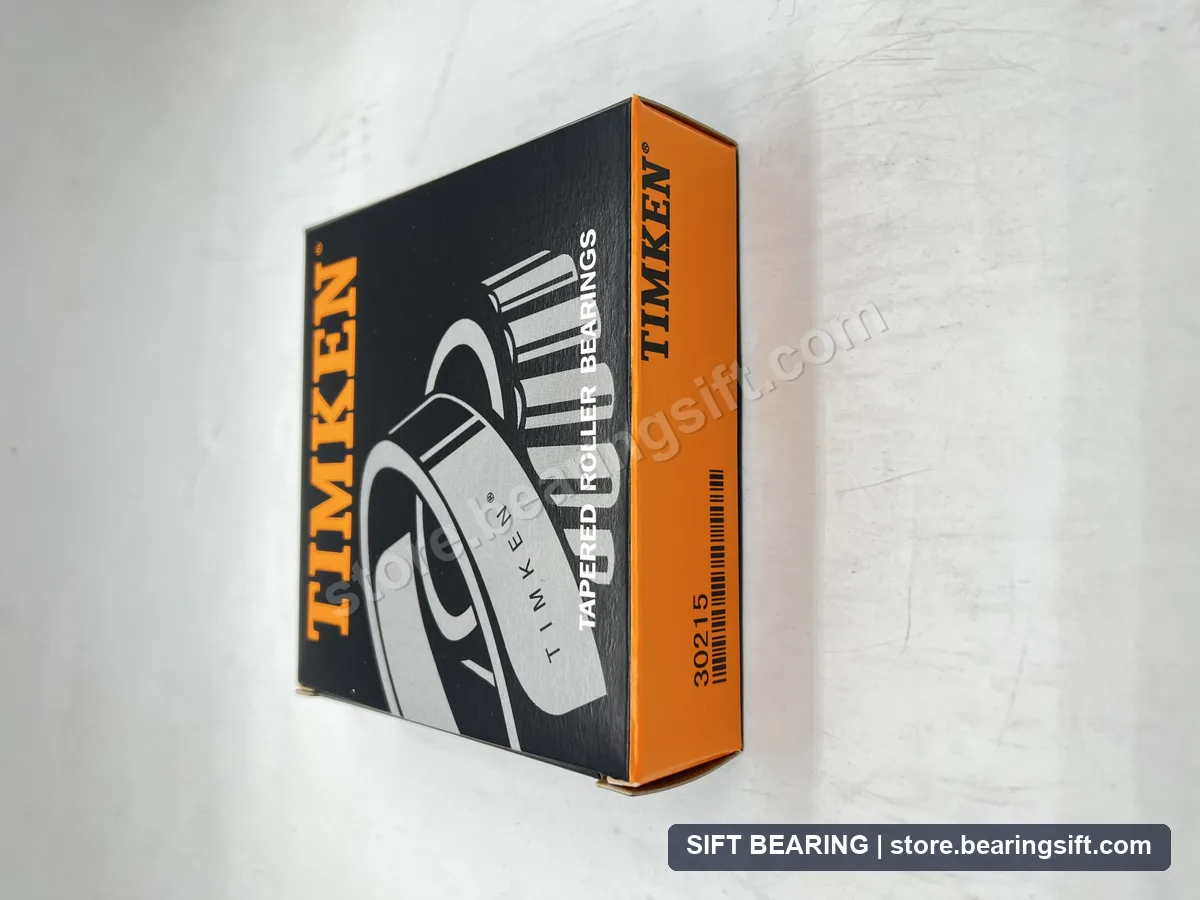 TIMKEN®
TIMKEN®
TAPERED ROLLER BEARINGS
TIMKEN®
30215
store.bearingsift.com
SIFT BEARING | store.bearingsift.com